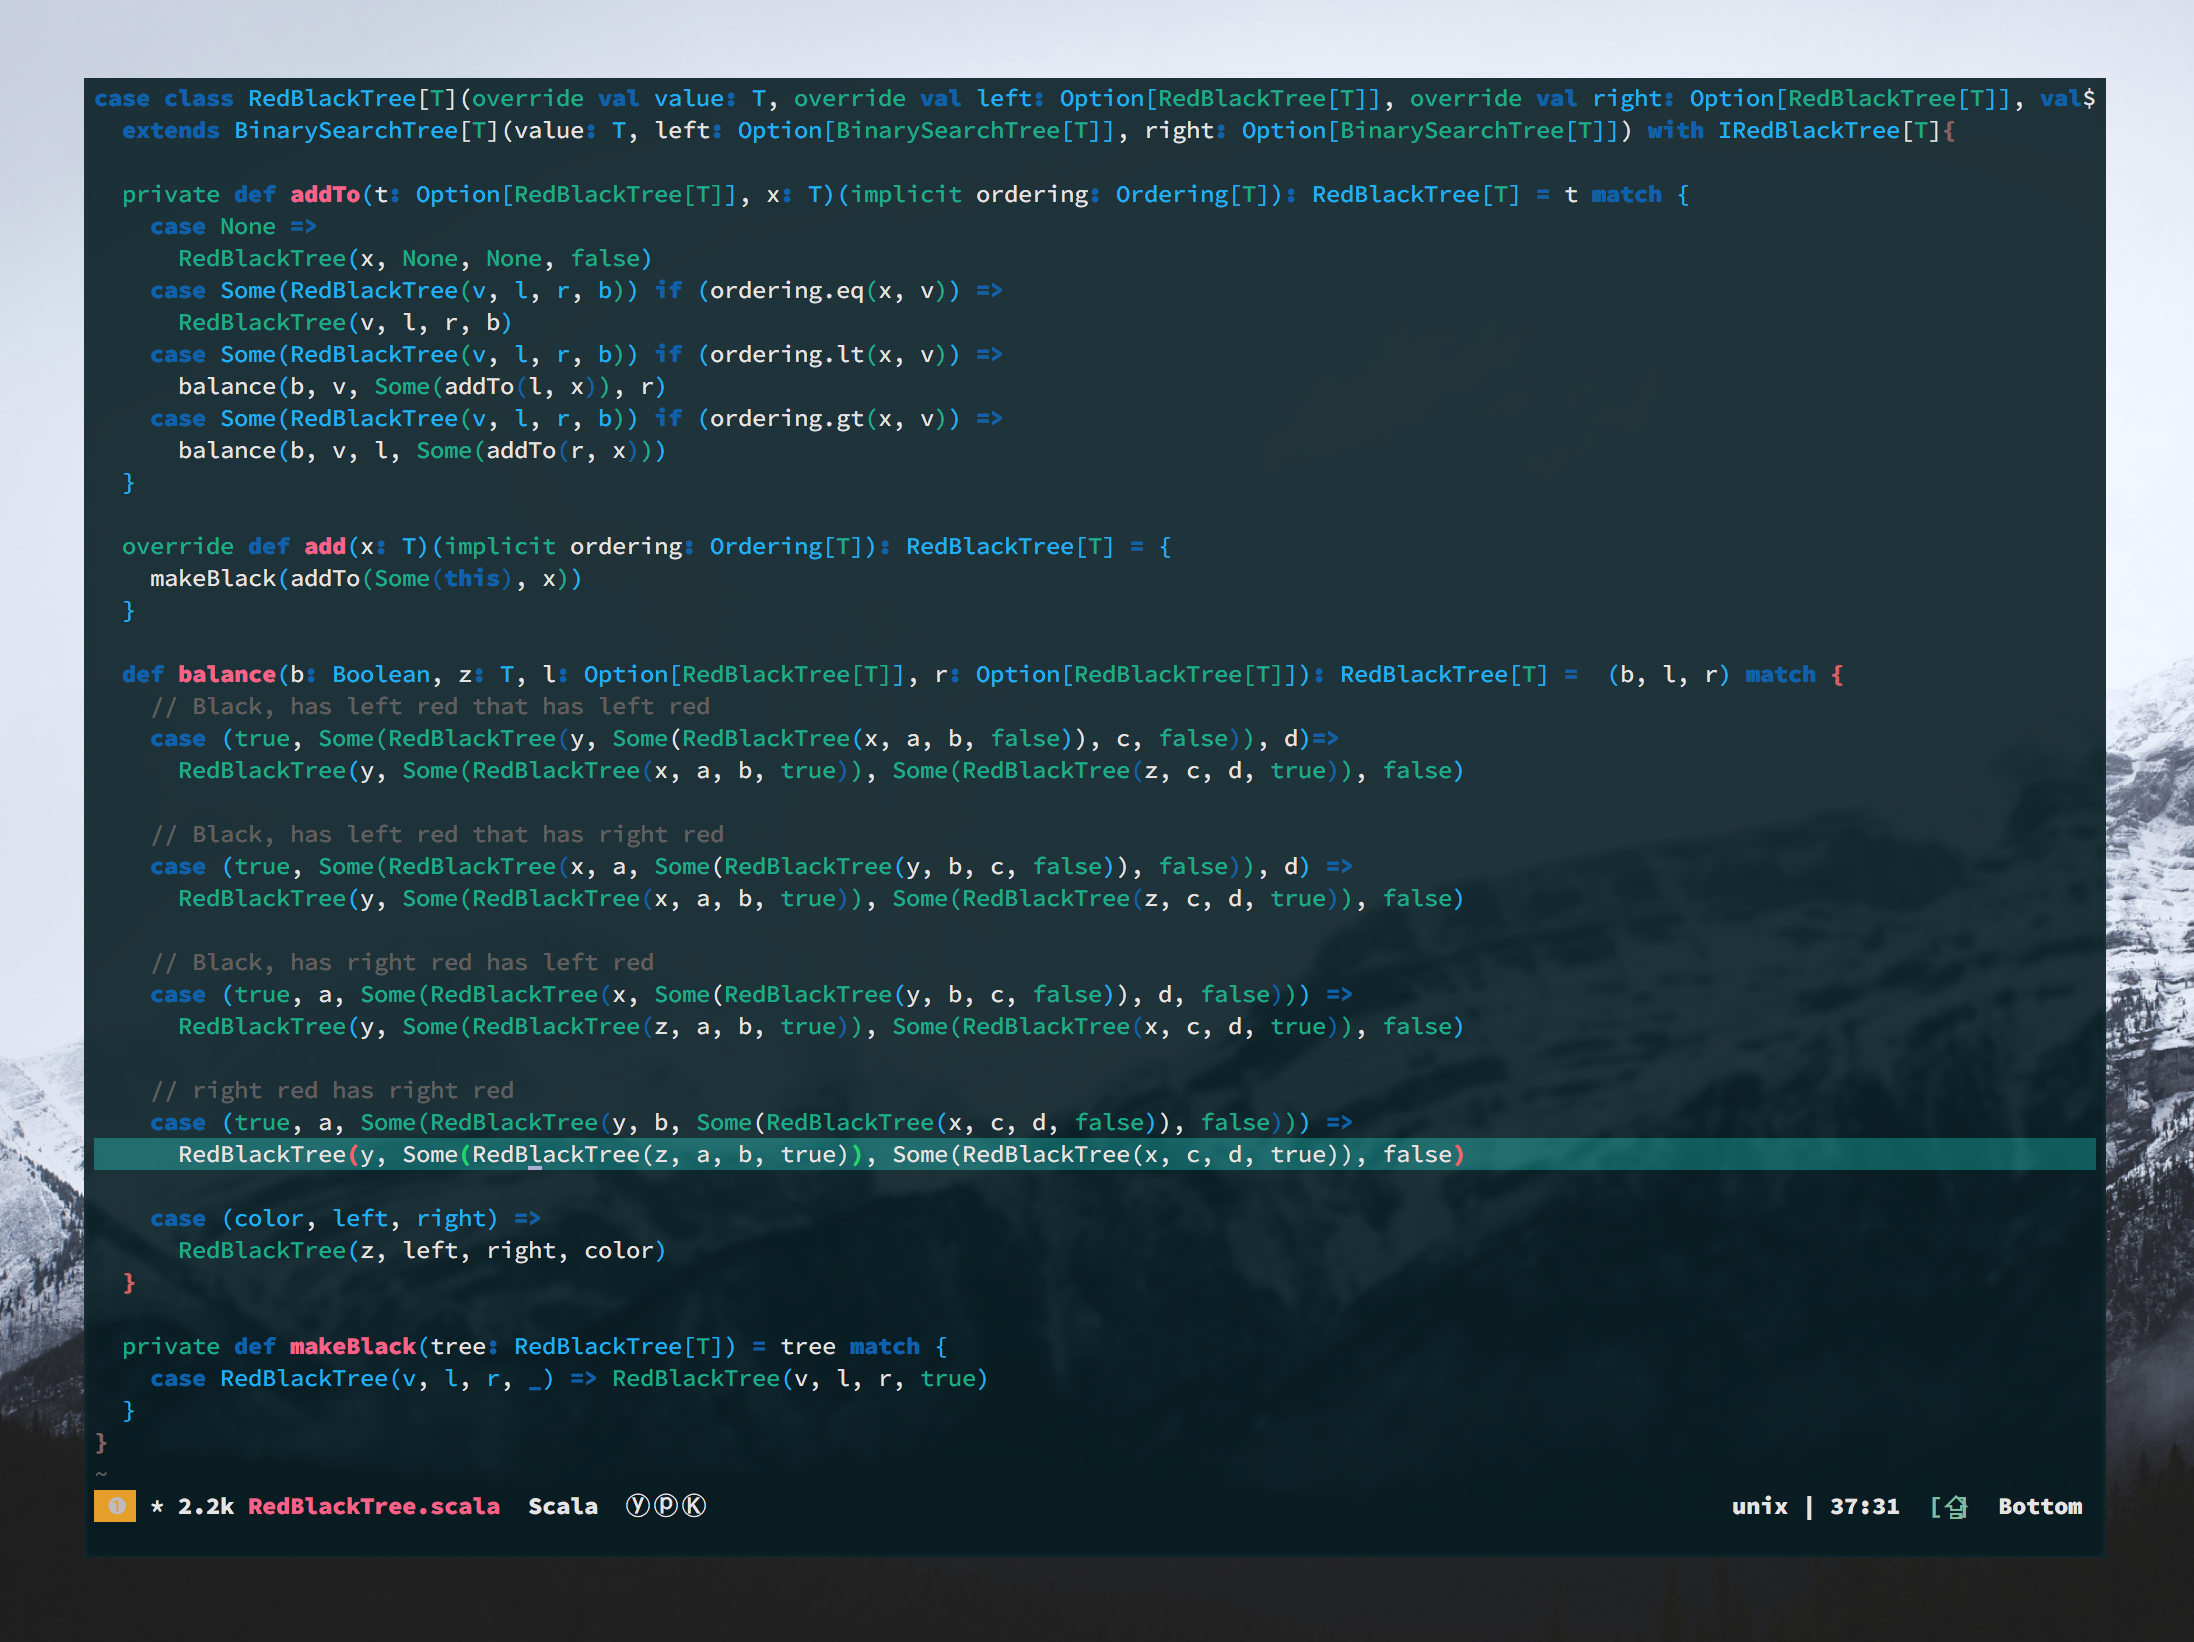 case class RedBlackTree[T](override val value: T, override val left: Option[RedBlackTree[T]], override val right: Option[RedBlackTree[T]], val$
  extends BinarySearchTree[T](value: T, left: Option[BinarySearchTree[T]], right: Option[BinarySearchTree[T]]) with IRedBlackTree[T]{

  private def addTo(t: Option[RedBlackTree[T]], x: T)(implicit ordering: Ordering[T]): RedBlackTree[T] = t match {
    case None =>
      RedBlackTree(x, None, None, false)
    case Some(RedBlackTree(v, l, r, b)) if (ordering.eq(x, v)) =>
      RedBlackTree(v, l, r, b)
    case Some(RedBlackTree(v, l, r, b)) if (ordering.lt(x, v)) =>
      balance(b, v, Some(addTo(l, x)), r)
    case Some(RedBlackTree(v, l, r, b)) if (ordering.gt(x, v)) =>
      balance(b, v, l, Some(addTo(r, x)))
  }

  override def add(x: T)(implicit ordering: Ordering[T]): RedBlackTree[T] = {
    makeBlack(addTo(Some(this), x))
  }

  def balance(b: Boolean, z: T, l: Option[RedBlackTree[T]], r: Option[RedBlackTree[T]]): RedBlackTree[T] =  (b, l, r) match {
    // Black, has left red that has left red
    case (true, Some(RedBlackTree(y, Some(RedBlackTree(x, a, b, false)), c, false)), d)=>
      RedBlackTree(y, Some(RedBlackTree(x, a, b, true)), Some(RedBlackTree(z, c, d, true)), false)

    // Black, has left red that has right red
    case (true, Some(RedBlackTree(x, a, Some(RedBlackTree(y, b, c, false)), false)), d) =>
      RedBlackTree(y, Some(RedBlackTree(x, a, b, true)), Some(RedBlackTree(z, c, d, true)), false)

    // Black, has right red has left red
    case (true, a, Some(RedBlackTree(x, Some(RedBlackTree(y, b, c, false)), d, false))) =>
      RedBlackTree(y, Some(RedBlackTree(z, a, b, true)), Some(RedBlackTree(x, c, d, true)), false)

    // right red has right red
    case (true, a, Some(RedBlackTree(y, b, Some(RedBlackTree(x, c, d, false)), false))) =>
      RedBlackTree(y, Some(RedBlackTree(z, a, b, true)), Some(RedBlackTree(x, c, d, true)), false)

    case (color, left, right) =>
      RedBlackTree(z, left, right, color)
  }

  private def makeBlack(tree: RedBlackTree[T]) = tree match {
    case RedBlackTree(v, l, r, _) => RedBlackTree(v, l, r, true)
  }
}
~
❶ * 2.2k RedBlackTree.scala  Scala  ⓨⓟⓀ unix | 37:31 [ Bottom